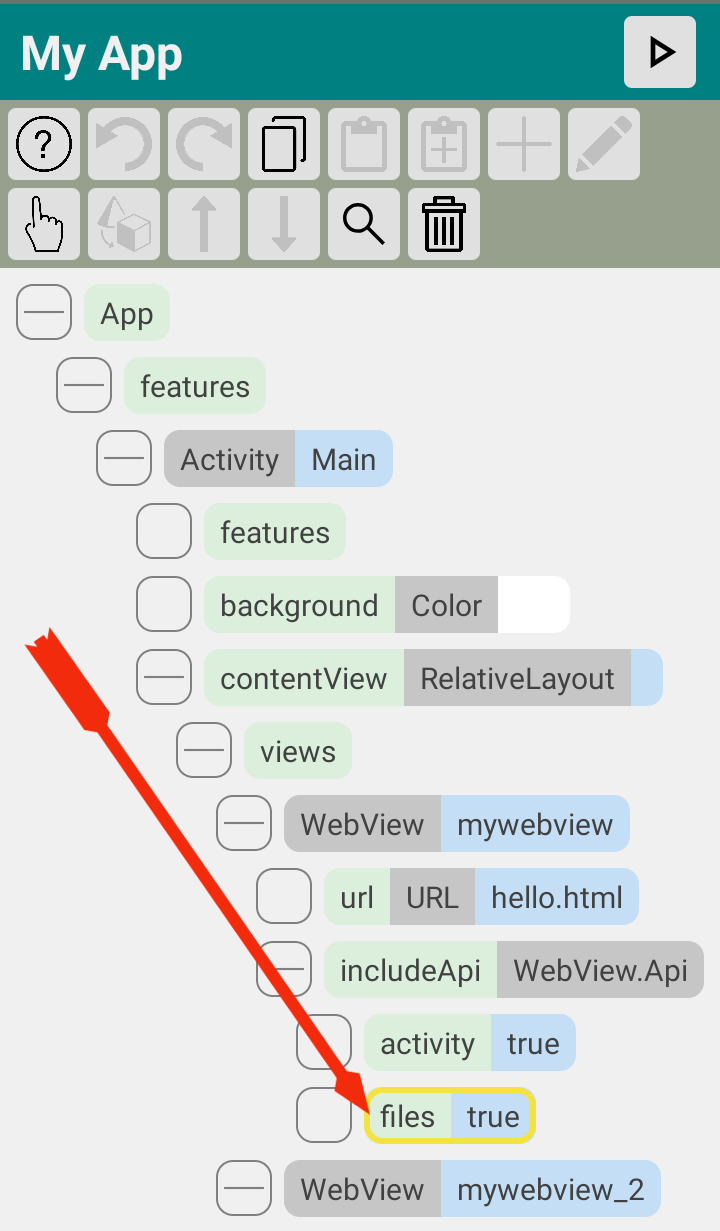 My App
?
App
features
Activity Main
features
background Color
contentView RelativeLayout
views
WebView mywebview
url URL hello.html
includeApi WebView.Api
activity true
files true
WebView mywebview_2